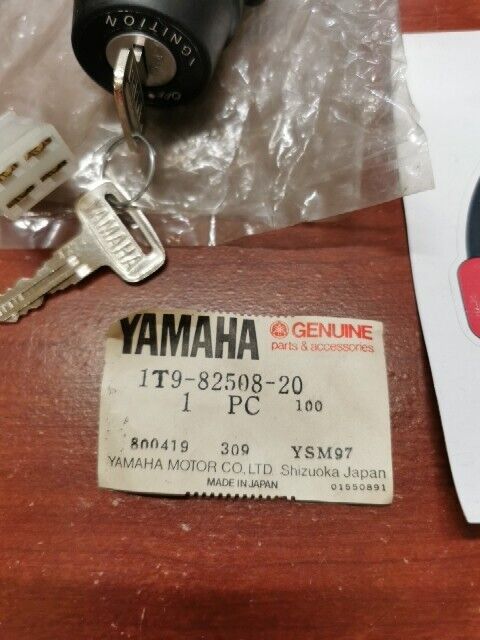 IGNITION
OFF
YAMAHA
YAMAHA GENUINE
parts & accessories
1T9-82508-20
1 PC 100
800419 309 YSM97
YAMAHA MOTOR CO., LTD. Shizuoka Japan
MADE IN JAPAN 01550891